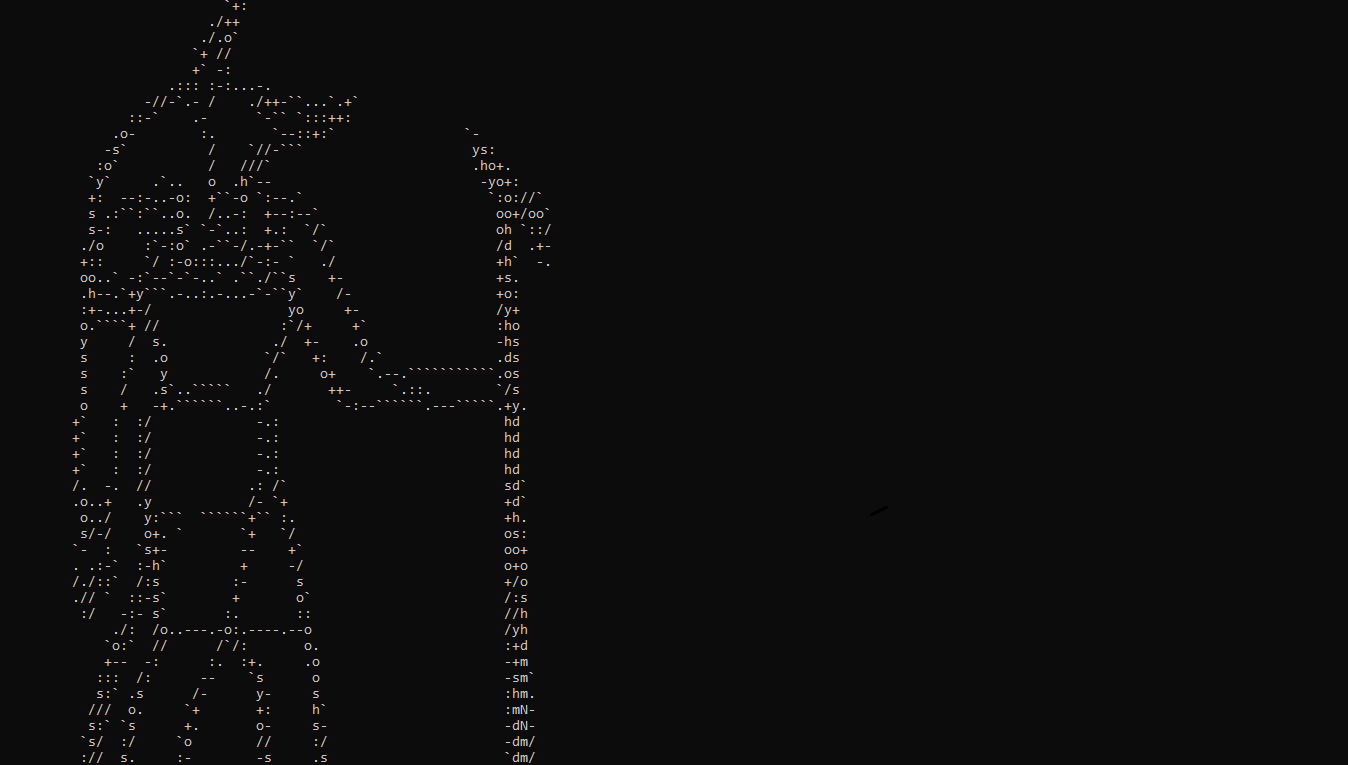 `+:
                          ./++
                         ./.o`
                        `+ //
                        +` -:
                     .::: :-:...-.
                  -//-`.- /    ./++-``...`.+`
                ::-`    .-      `-`` `:::++:
              .o-        :.       `--::+:`                `-
             -s`          /    `//-```                     ys:
            :o`           /   ///`                         .ho+.
           `y`     .`..   o  .h`--                          -yo+:
           +:  --:-..-o:  +``-o `:--.`                       `:o://`
           s .:``:``..o.  /..-:  +--:--`                      oo+/oo`
           s-:   .....s` `-`..:  +.:  `/`                     oh `::/
          ./o     :`-:o` .-``-/.-+-``  `/`                    /d  .+-
          +::     `/ :-o:::.../`-:- `   ./                    +h`  -.
          oo..` -:`--`-`-..` .``./``s    +-                   +s.
          .h--.`+y```.-..:.-...-`-``y`    /-                  +o:
          :+-...+-/                 yo     +-                 /y+
          o.````+ //               :`/+     +`                :ho
          y     /  s.             ./  +-    .o                -hs
          s     :  .o            `/`   +:    /.`              .ds
          s    :`   y            /.     o+    `.--.```````````.os
          s    /   .s`..`````   ./       ++-     `.::.        `/s
          o    +   -+.``````..-.:`        `-:--``````.---`````.+y.
         +`   :  :/             -.:                            hd
         +`   :  :/             -.:                            hd
         +`   :  :/             -.:                            hd
         +`   :  :/             -.:                            hd
         /.  -.  //            .: /`                           sd`
         .o..+   .y            /- `+                           +d`
          o../    y:```  ``````+`` :.                          +h.
          s/-/    o+. `       `+   `/                          os:
         `-  :   `s+-         --    +`                         oo+
         . .:-`  :-h`         +     -/                         o+o
         /./::`  /:s         :-      s                         +/o
         .// `  ::-s`        +       o`                        /:s
          :/   -:- s`       :.       ::                        //h
              ./:  /o..---.-o:.----.--o                        /yh
             `o:`  //      /`/:       o.                       :+d
             +--  -:      :.  :+.     .o                       -+m
            :::  /:      --    `s      o                       -sm`
            s:` .s      /-      y-     s                       :hm.
           ///  o.     `+       +:     h`                      :mN-
           s:` `s      +.       o-     s-                      -dN-
          `s/  :/     `o        //     :/                      -dm/
          ://  s.     :-        -s     .s                      `dm/